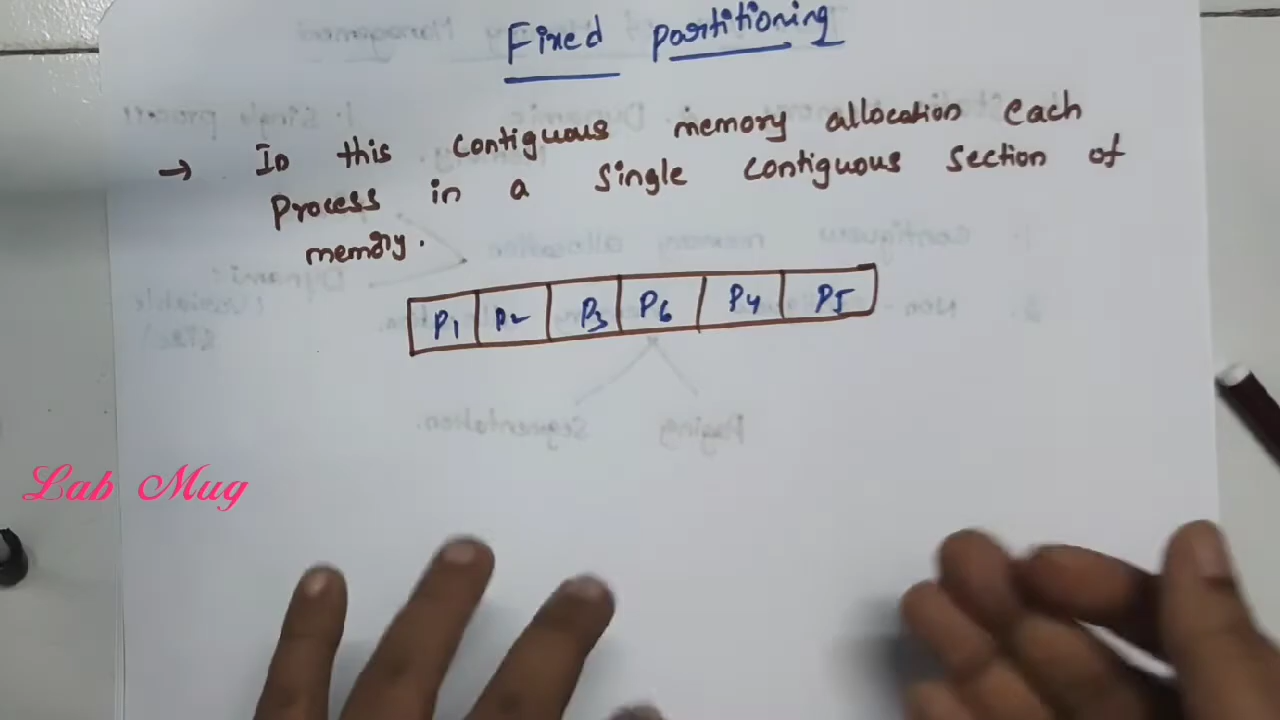 Fixed partitioning
→ In this contiguous memory allocation each
process in a single contiguous section of
memory.
P1 P2 P3 P6 P4 P5
Lab Mug